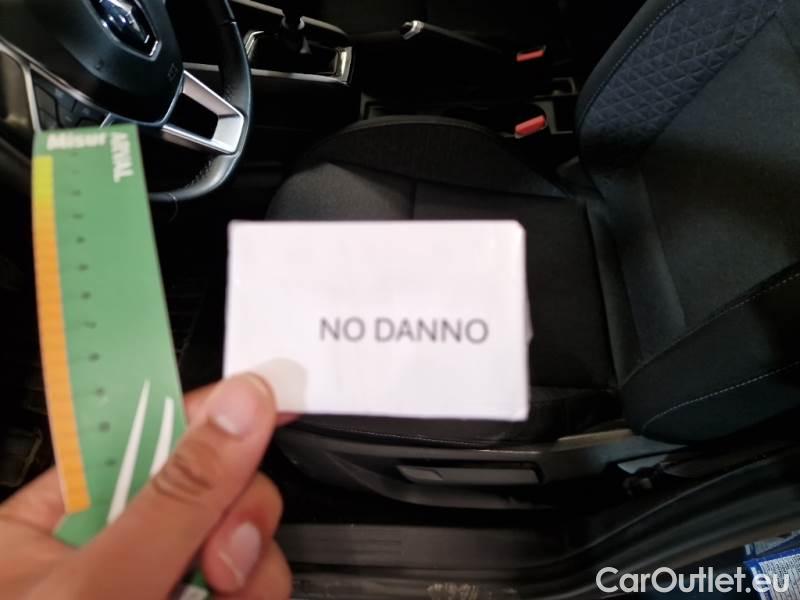 Misur
ARVAL
NO DANNO
CarOutlet.eu